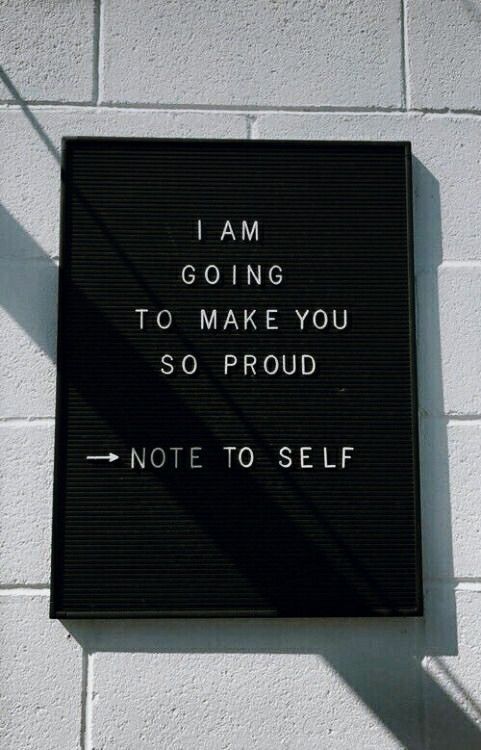 I AM
GOING
TO MAKE YOU
SO PROUD
→ NOTE TO SELF